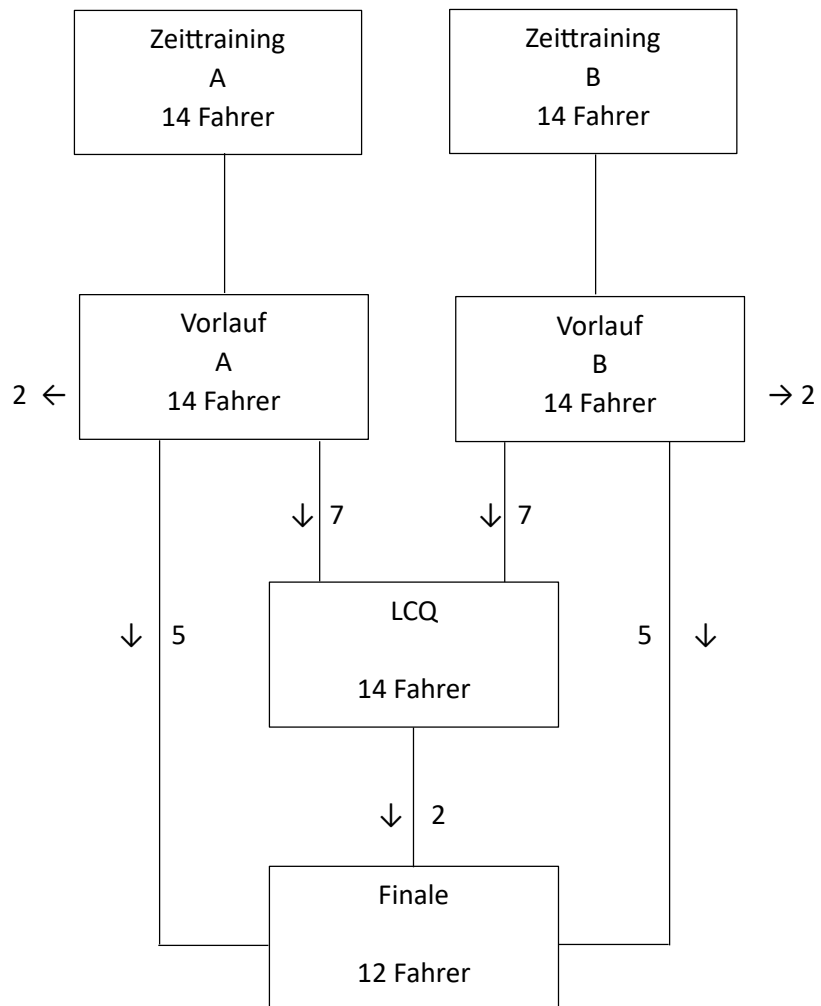 Zeittraining
A
14 Fahrer
Zeittraining
B
14 Fahrer
Vorlauf
A
14 Fahrer
Vorlauf
B
14 Fahrer
2 ←
→ 2
↓ 7
↓ 7
LCQ
14 Fahrer
↓ 5
5 ↓
↓ 2
Finale
12 Fahrer